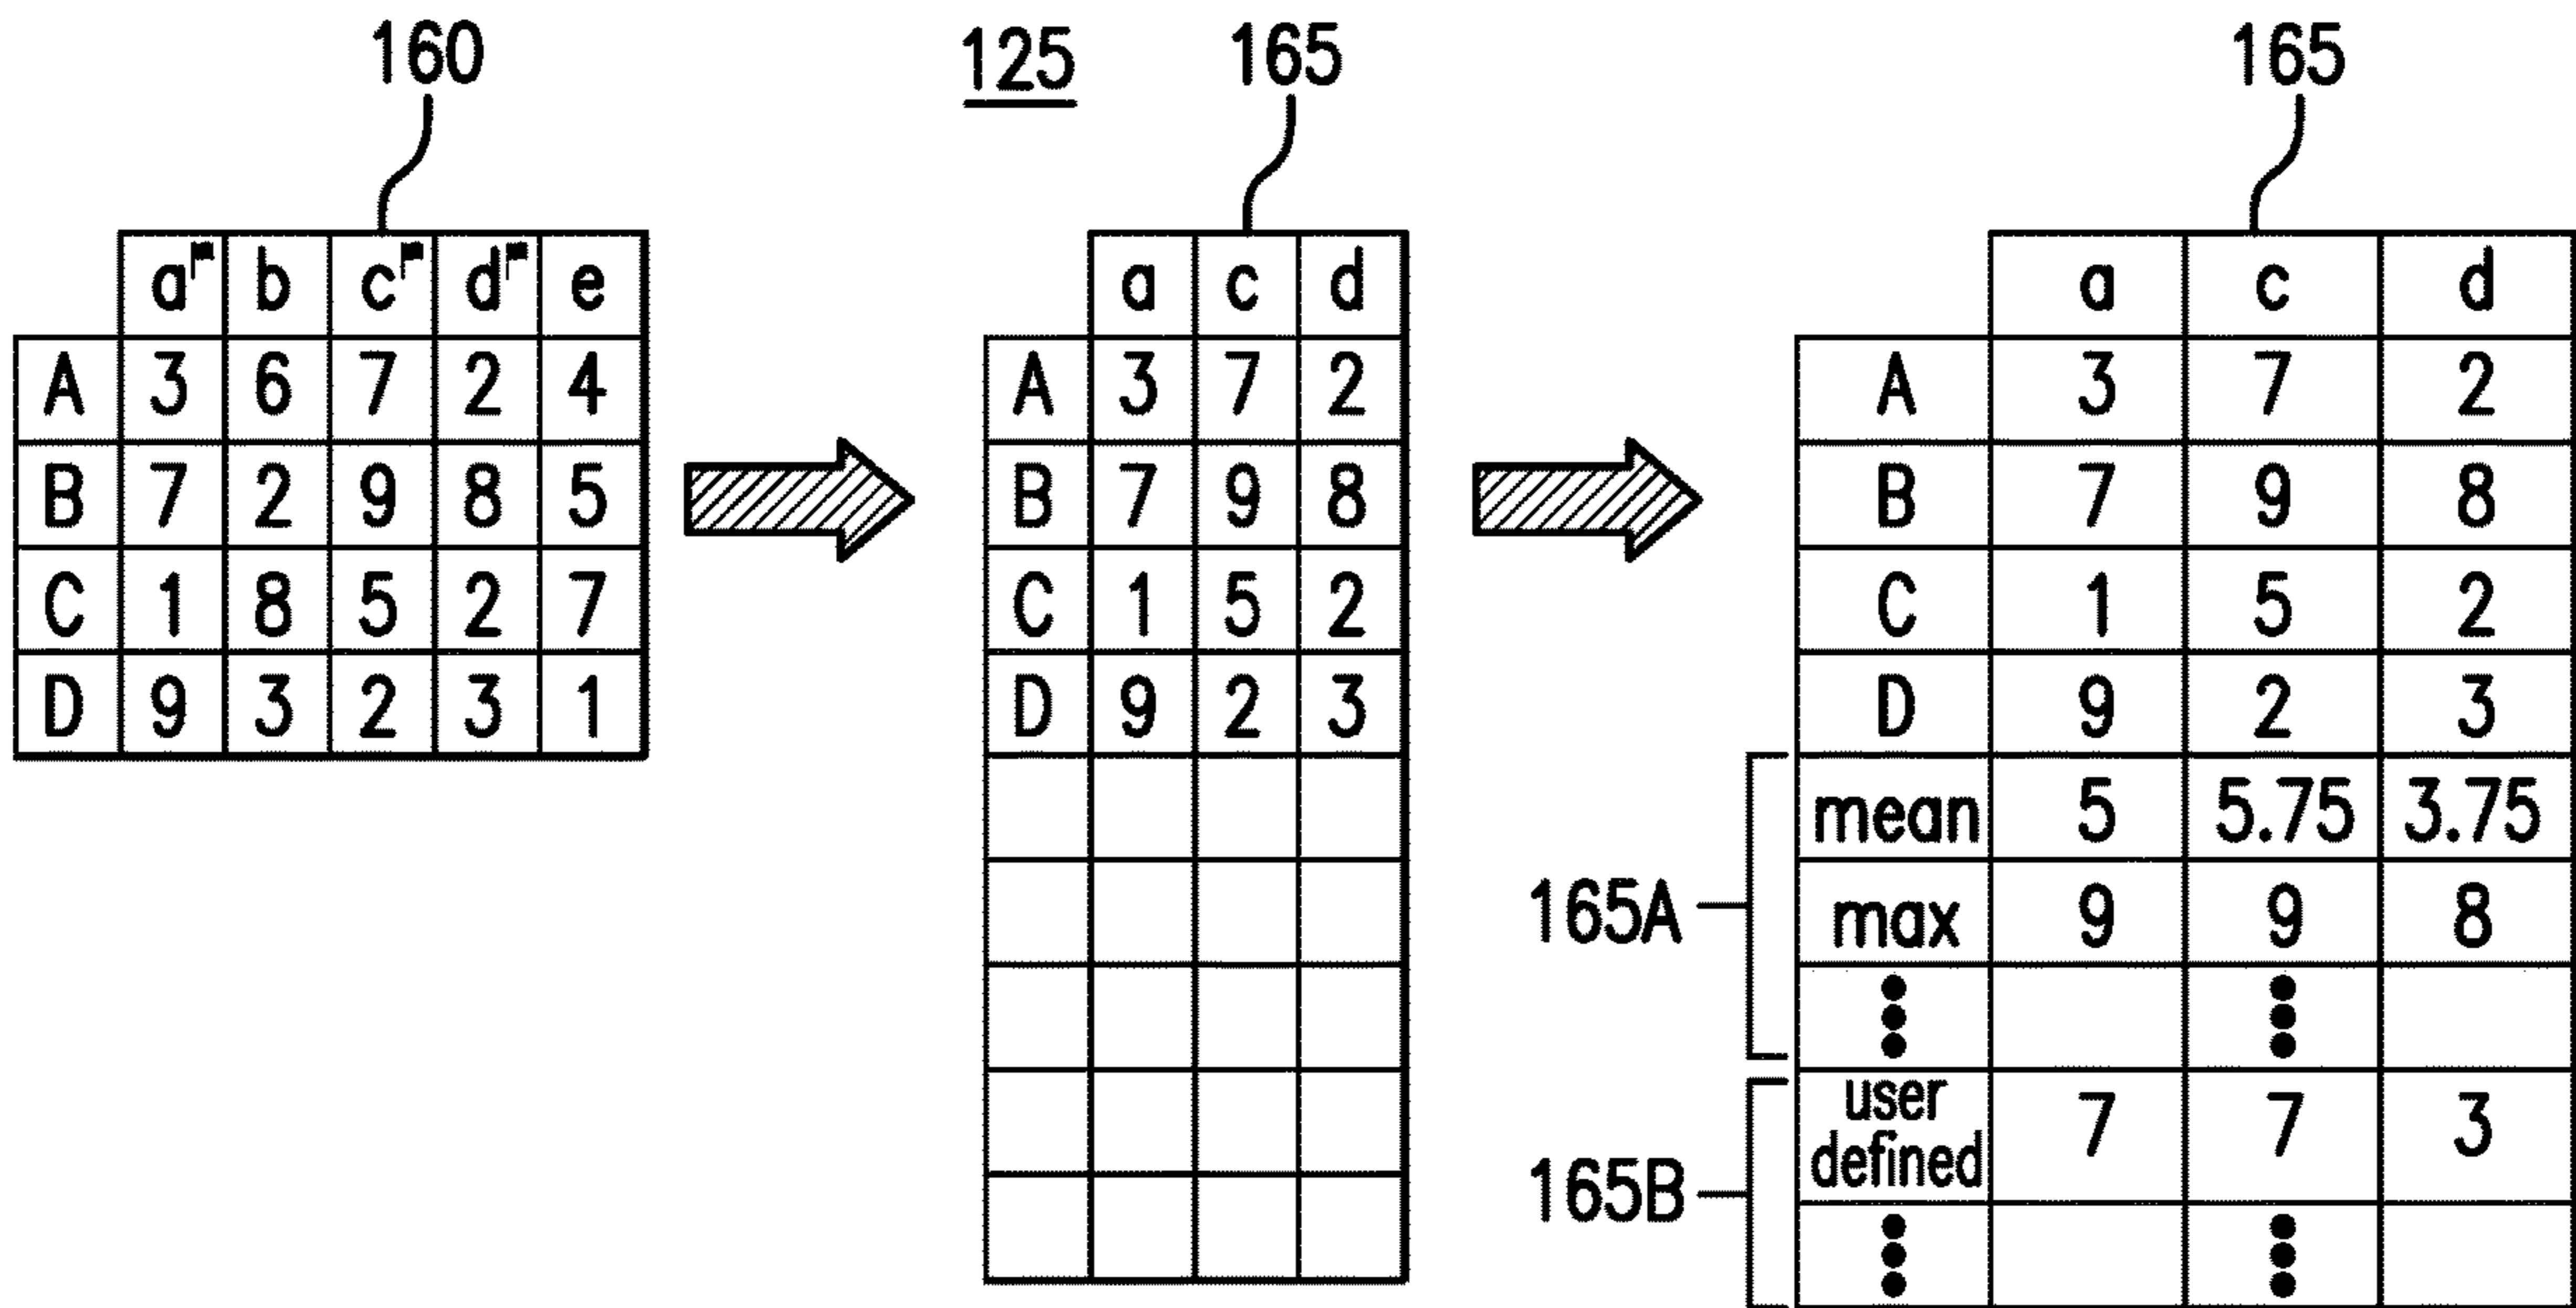 160
125
165
165
a b c d e
A 3 6 7 2 4
B 7 2 9 8 5
C 1 8 5 2 7
D 9 3 2 3 1
a c d
A 3 7 2
B 7 9 8
C 1 5 2
D 9 2 3
a c d
A 3 7 2
B 7 9 8
C 1 5 2
D 9 2 3
mean 5 5.75 3.75
max 9 9 8
165A
user
defined 7 7 3
165B